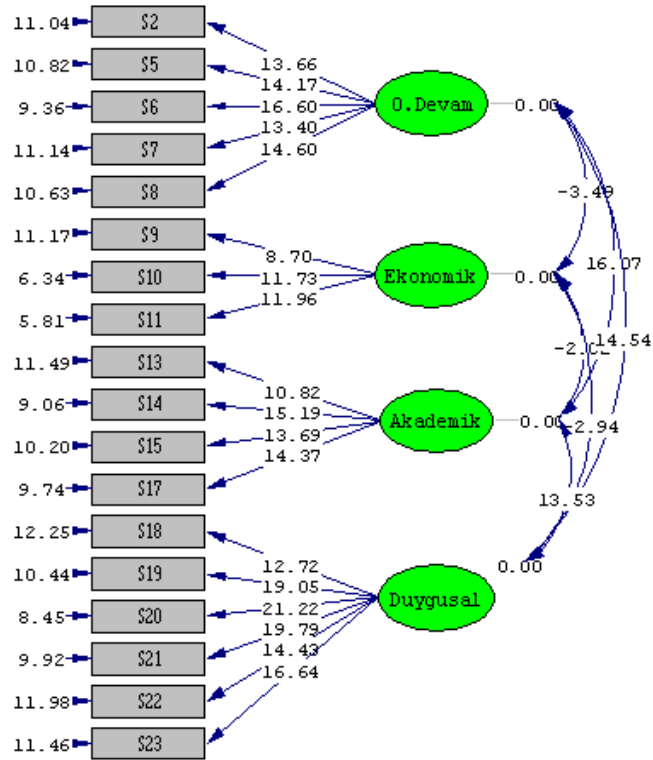 11.04 S2
13.66
10.82 S5
14.17
9.36 S6 16.60 O.Devam 0.00
13.40
11.14 S7
14.60
10.63 S8
-3.49
11.17 S9
8.70
16.07
6.34 S10 11.73 Ekonomik 0.00
11.96
5.81 S11
14.54
11.49 S13
10.82
9.06 S14
15.19
Akademik 0.00
-2.94
13.69
10.20 S15
14.37
9.74 S17
13.53
12.25 S18
12.72
0.00
10.44 S19
19.05
Duygusal
21.22
8.45 S20
19.79
14.43
9.92 S21
16.64
11.98 S22
11.46 S23